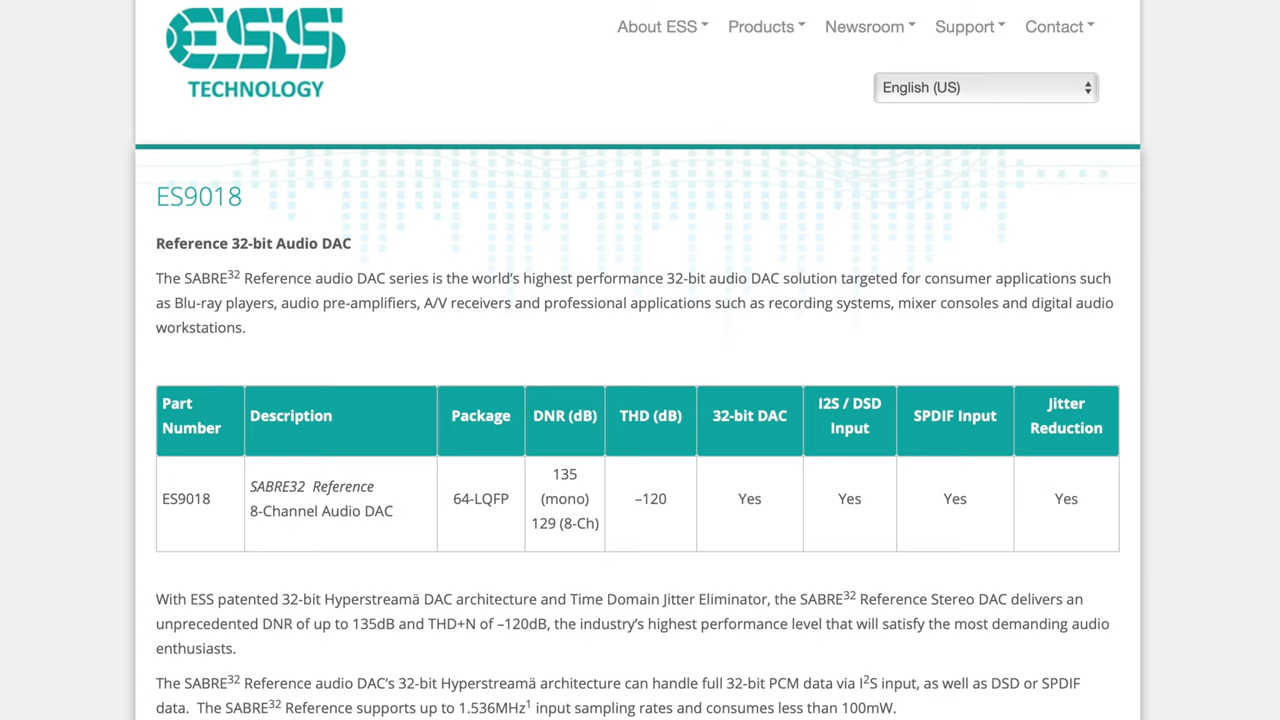 ESS
TECHNOLOGY
About ESS Products Newsroom Support Contact
English (US)
ES9018
Reference 32-bit Audio DAC
The SABRE32 Reference audio DAC series is the world's highest performance 32-bit audio DAC solution targeted for consumer applications such
as Blu-ray players, audio pre-amplifiers, A/V receivers and professional applications such as recording systems, mixer consoles and digital audio
workstations.
Part Number Description Package DNR (dB) THD (dB) 32-bit DAC I2S / DSD Input SPDIF Input Jitter Reduction
ES9018 SABRE32 Reference 8-Channel Audio DAC 64-LQFP 135 (mono) 129 (8-Ch) –120 Yes Yes Yes Yes
With ESS patented 32-bit Hyperstreamä DAC architecture and Time Domain Jitter Eliminator, the SABRE32 Reference Stereo DAC delivers an
unprecedented DNR of up to 135dB and THD+N of –120dB, the industry's highest performance level that will satisfy the most demanding audio
enthusiasts.
The SABRE32 Reference audio DAC's 32-bit Hyperstreamä architecture can handle full 32-bit PCM data via I2S input, as well as DSD or SPDIF
data. The SABRE32 Reference supports up to 1.536MHz1 input sampling rates and consumes less than 100mW.